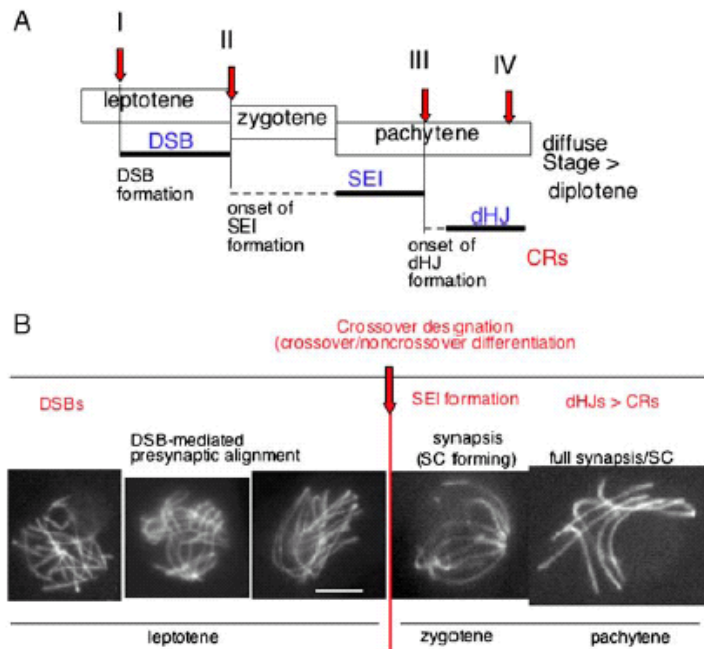 A
I
II
III
IV
leptotene
zygotene
pachytene
diffuse
Stage >
diplotene
DSB
SEI
dHJ
DSB
formation
onset of
SEI
formation
onset of
dHJ
formation
CRs
B
Crossover designation
(crossover/noncrossover differentiation
DSBs
SEI formation
dHJs > CRs
DSB-mediated
presynaptic alignment
synapsis
(SC forming)
full synapsis/SC
leptotene
zygotene
pachytene